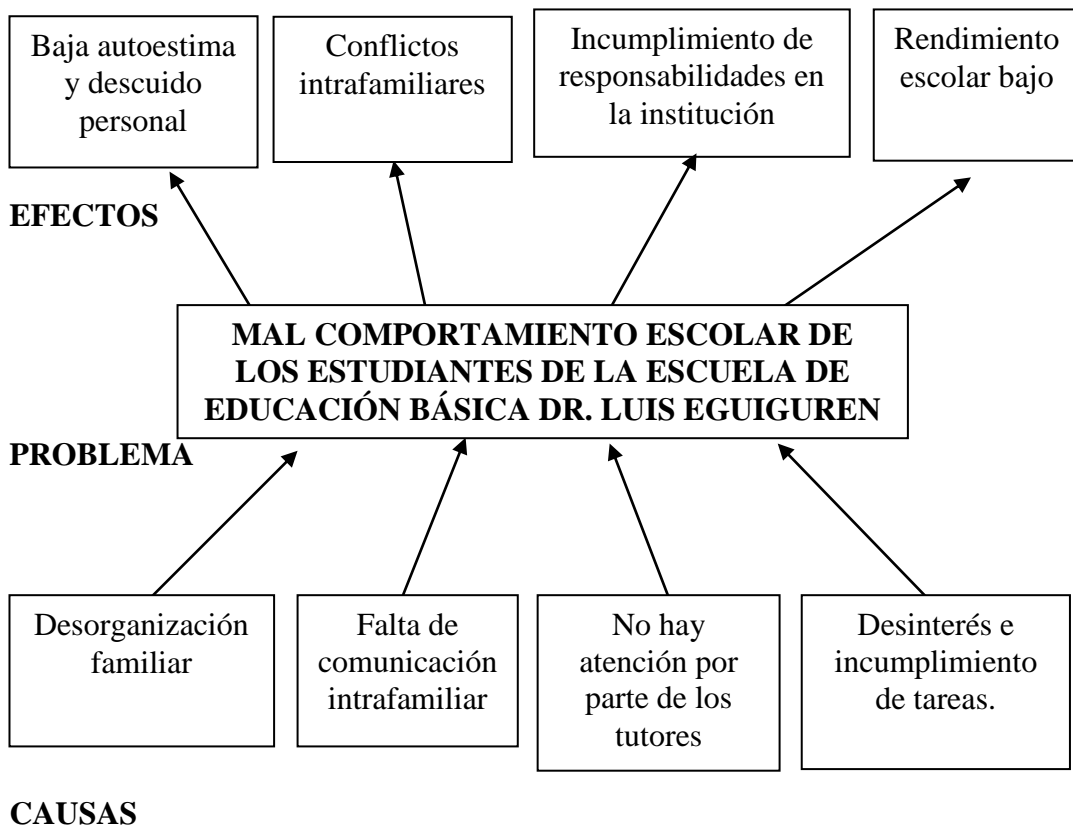 Baja autoestima
y descuido
personal
Conflictos
intrafamiliares
Incumplimiento de
responsabilidades en
la institución
Rendimiento
escolar bajo
EFECTOS
MAL COMPORTAMIENTO ESCOLAR DE
LOS ESTUDIANTES DE LA ESCUELA DE
EDUCACIÓN BÁSICA DR. LUIS EGUIGUREN
PROBLEMA
Desorganización
familiar
Falta de
comunicación
intrafamiliar
No hay
atención por
parte de los
tutores
Desinterés e
incumplimiento
de tareas.
CAUSAS